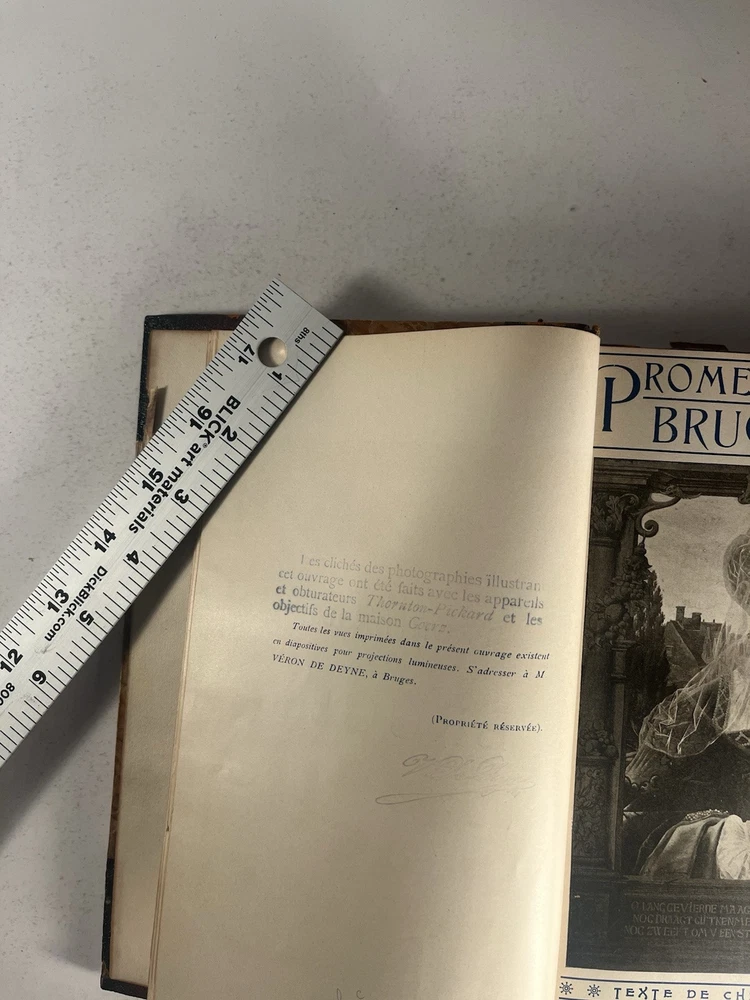 8ths
17
1
16
2
15
3
14
4
13
5
12
6
BLICK art materials
DickBlick.com
Les clichés des photographies illustran
cet ouvrage ont été faits avec les appareils
et obturateurs Thornton-Pickard et les
objectifs de la maison Goerz.
Toutes les vues imprimées dans le présent ouvrage existent
en diapositives pour projections lumineuses. S'adresser à M
VÉRON DE DEYNE, à Bruges.
(PROPRIÉTÉ RÉSERVÉE).
PROME
BRUG
TEXTE DE CH